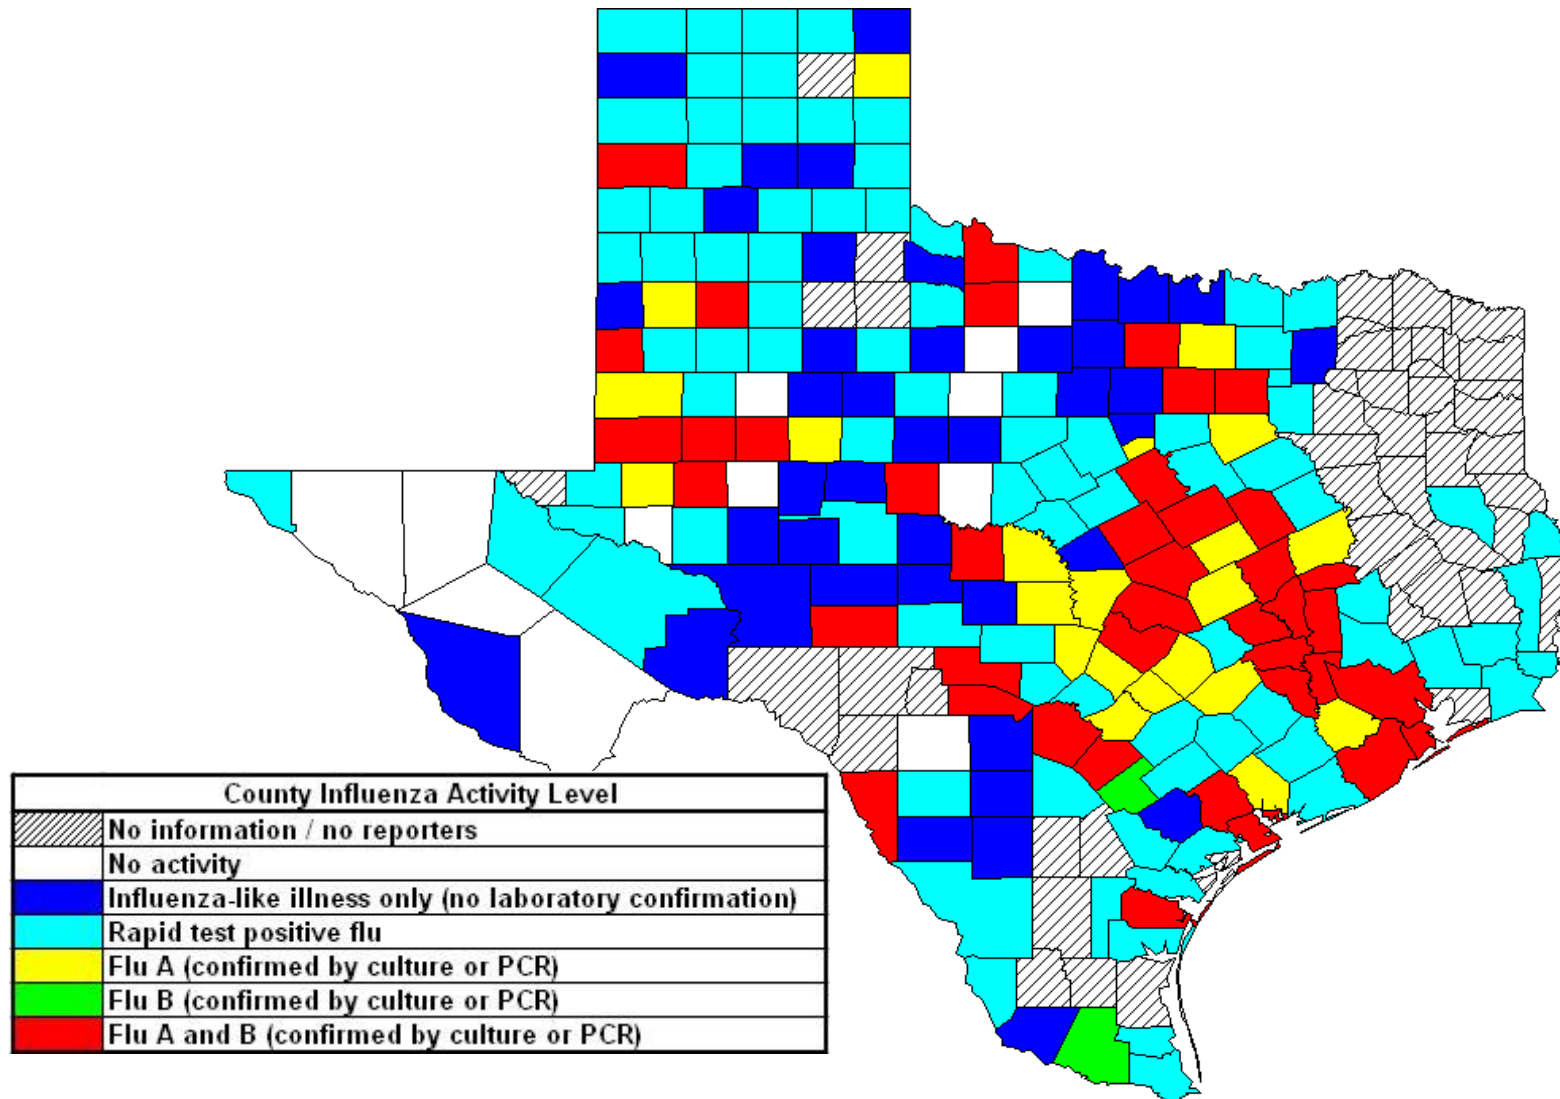 County Influenza Activity Level
No information / no reporters
No activity
Influenza-like illness only (no laboratory confirmation)
Rapid test positive flu
Flu A (confirmed by culture or PCR)
Flu B (confirmed by culture or PCR)
Flu A and B (confirmed by culture or PCR)